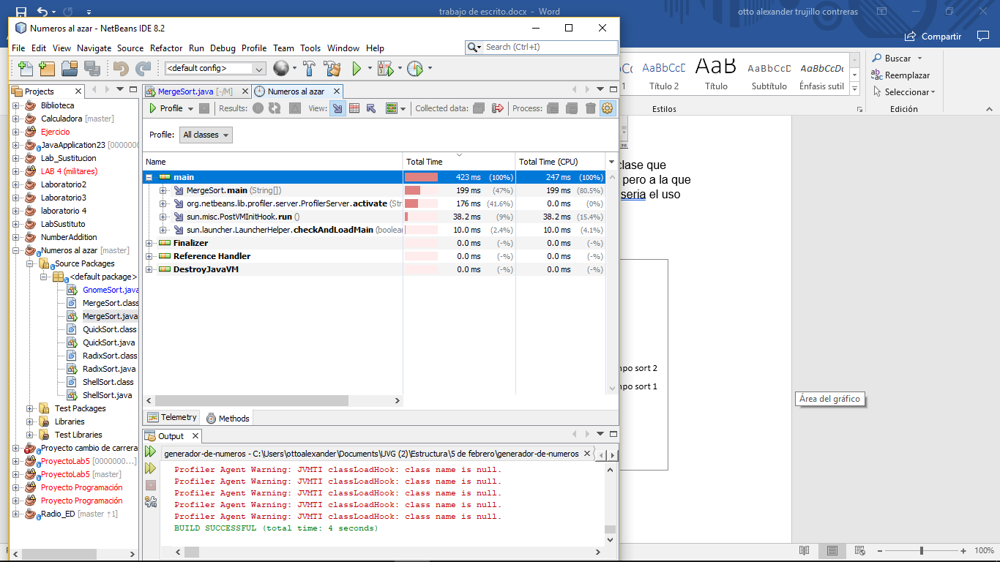 trabajo de escrito.docx - Word
otto alexander trujillo contreras
Compartir
Numeros al azar - NetBeans IDE 8.2
File Edit View Navigate Source Refactor Run Debug Profile Team Tools Window Help
Search (Ctrl+I)
<default config>
AaBbCcD AaB AaBbCcD AaBbCcDc
1 Título 2 Título Subtítulo Énfasis sutil
Estilos
Buscar
Reemplazar
Seleccionar
Edición
Projects
Biblioteca
Calculadora [master]
Ejercicio
JavaApplication23 [0000000
Lab_Sustitucion
LAB 4 (militares)
Laboratorio2
Laboratorio3
laboratorio 4
LabSustituto
NumberAddition
Numeros al azar [master]
Source Packages
<default package>
GnomeSort.java
MergeSort.class
MergeSort.java
QuickSort.class
QuickSort.java
RadixSort.class
RadixSort.java
ShellSort.class
ShellSort.java
Test Packages
Libraries
Test Libraries
Proyecto cambio de carrera
ProyectoLab5 [0000000...]
ProyectoLab5 [master]
Proyecto Programación
Proyecto Programación
Radio_ED [master ↑1]
MergeSort.java [-/M] Numeros al azar
Profile Results: View: Collected data: Process:
Profile: All classes
Name Total Time Total Time (CPU)
main 423 ms (100%) 247 ms (100%)
MergeSort.main (String[]) 199 ms (47%) 199 ms (80.5%)
org.netbeans.lib.profiler.server.ProfilerServer.activate (Str 176 ms (41.6%) 0.0 ms (0%)
sun.misc.PostVMInitHook.run () 38.2 ms (9%) 38.2 ms (15.4%)
sun.launcher.LauncherHelper.checkAndLoadMain (boolean 10.0 ms (2.4%) 10.0 ms (4.1%)
Finalizer 0.0 ms (-%) 0.0 ms (-%)
Reference Handler 0.0 ms (-%) 0.0 ms (-%)
DestroyJavaVM 0.0 ms (-%) 0.0 ms (-%)
Telemetry Methods
Output
generador-de-numeros - C:\Users\ottoalexander\Documents\UVG (2)\Estructura\5 de febrero\generador-de-numeros
Profiler Agent Warning: JVMTI classLoadHook: class name is null.
Profiler Agent Warning: JVMTI classLoadHook: class name is null.
Profiler Agent Warning: JVMTI classLoadHook: class name is null.
Profiler Agent Warning: JVMTI classLoadHook: class name is null.
Profiler Agent Warning: JVMTI classLoadHook: class name is null.
BUILD SUCCESSFUL (total time: 4 seconds)
clase que
pero a la que
seria el uso
mpo sort 2
mpo sort 1
Área del gráfico
100%